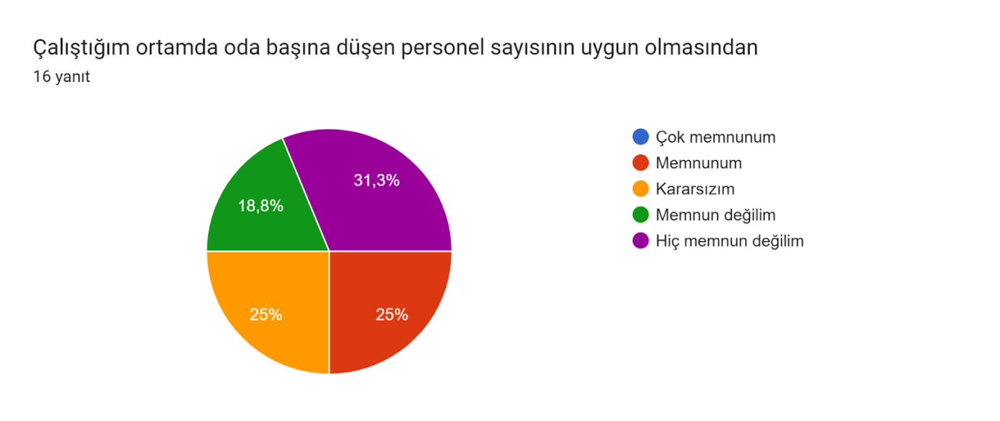 Çalıştığım ortamda oda başına düşen personel sayısının uygun olmasından
16 yanıt
31,3%
18,8%
25%
25%
Çok memnunum
Memnunum
Kararsızım
Memnun değilim
Hiç memnun değilim